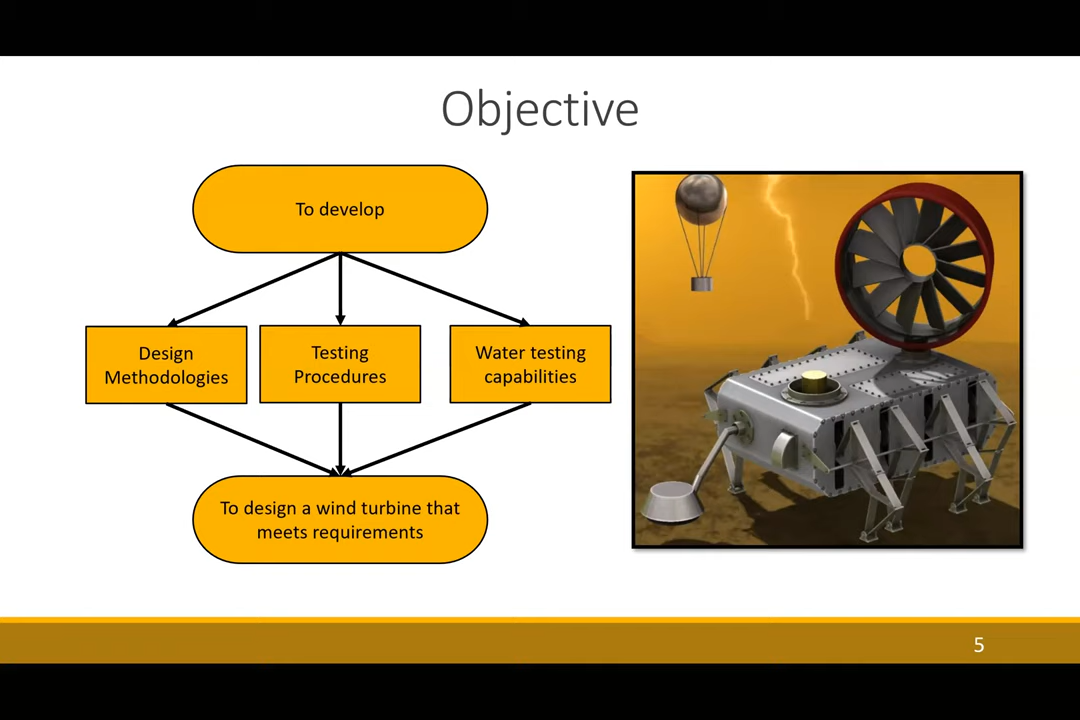 Objective
To develop
Design
Methodologies
Testing
Procedures
Water testing
capabilities
To design a wind turbine that
meets requirements
5